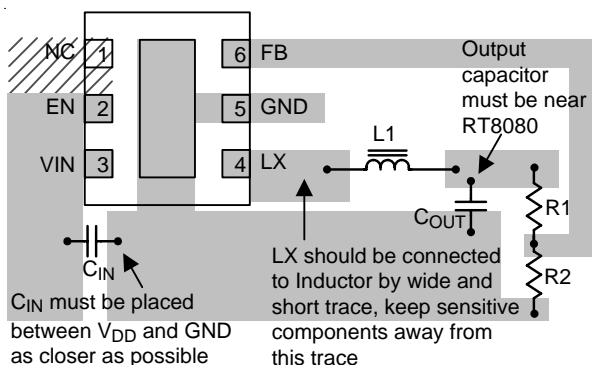 NC 1
6 FB
EN 2
5 GND
VIN 3
4 LX
Output
capacitor
must be near
RT8080
L1
COUT
R1
R2
CIN
CIN must be placed
between VDD and GND
as closer as possible
LX should be connected
to Inductor by wide and
short trace, keep sensitive
components away from
this trace